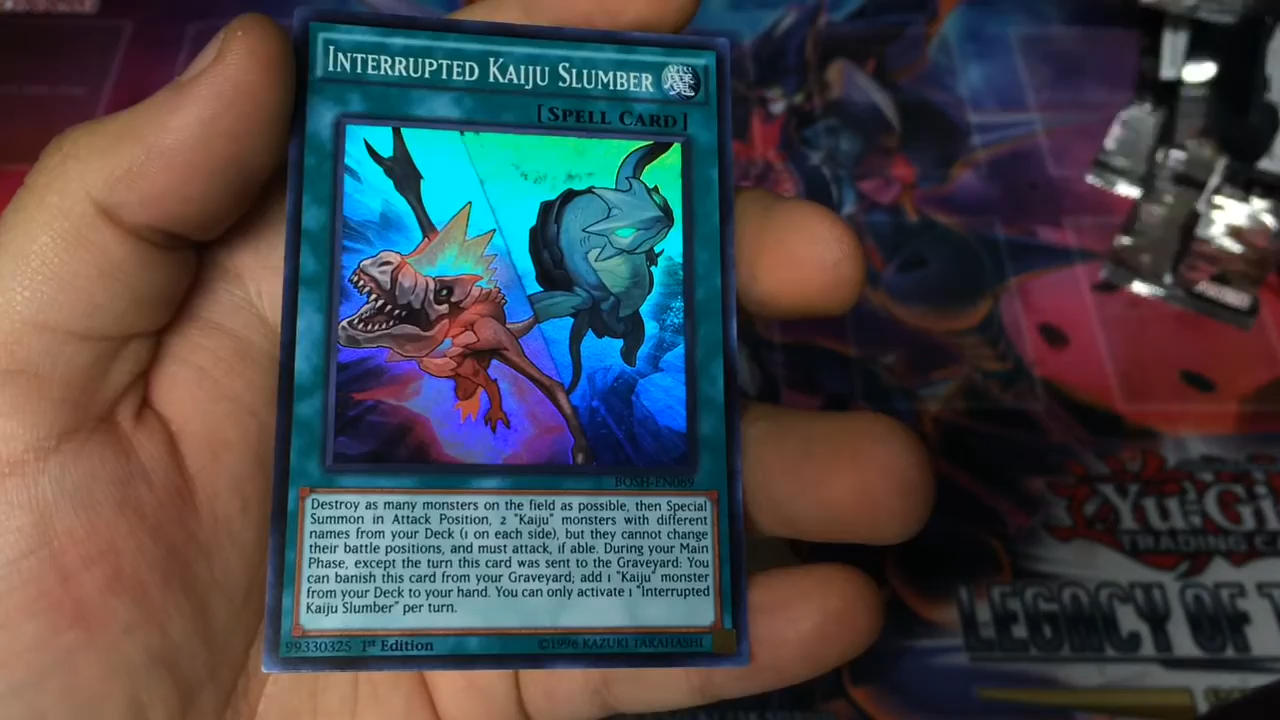 INTERRUPTED KAIJU SLUMBER
SPELL
魔
[SPELL CARD]
BOSH-EN089
Destroy as many monsters on the field as possible, then Special
Summon in Attack Position, 2 "Kaiju" monsters with different
names from your Deck (1 on each side), but they cannot change
their battle positions, and must attack, if able. During your Main
Phase, except the turn this card was sent to the Graveyard: You
can banish this card from your Graveyard; add 1 "Kaiju" monster
from your Deck to your hand. You can only activate 1 "Interrupted
Kaiju Slumber" per turn.
99330325 1st Edition
©1996 KAZUKI TAKAHASHI
Yu-Gi
TRADING CA
LEGACY OF